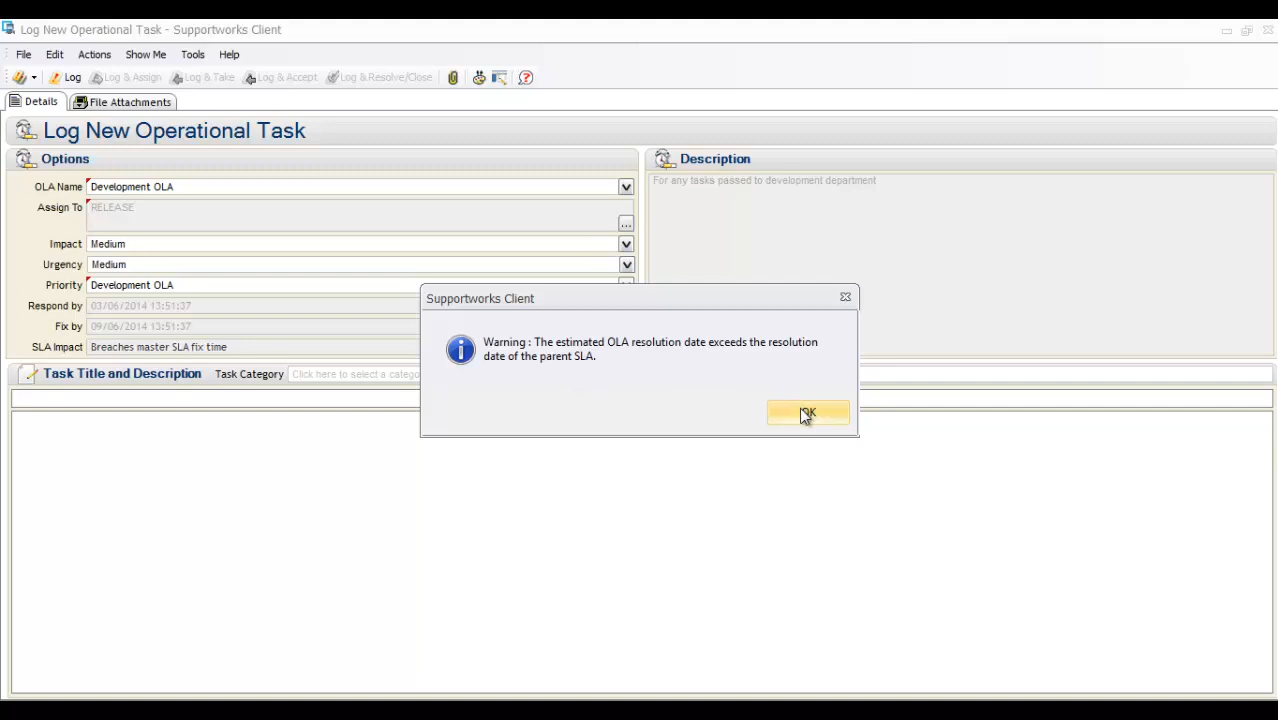 Log New Operational Task - Supportworks Client
File Edit Actions Show Me Tools Help
Log Log & Assign Log & Take Log & Accept Log & Resolve/Close
Details File Attachments
Log New Operational Task
Options
OLA Name Development OLA
Assign To RELEASE
...
Impact Medium
Urgency Medium
Priority Development OLA
Respond by 03/06/2014 13:51:37
Fix by 09/06/2014 13:51:37
SLA Impact Breaches master SLA fix time
Description
For any tasks passed to development department
Task Title and Description Task Category Click here to select a catego
Supportworks Client
Warning : The estimated OLA resolution date exceeds the resolution
date of the parent SLA.
OK